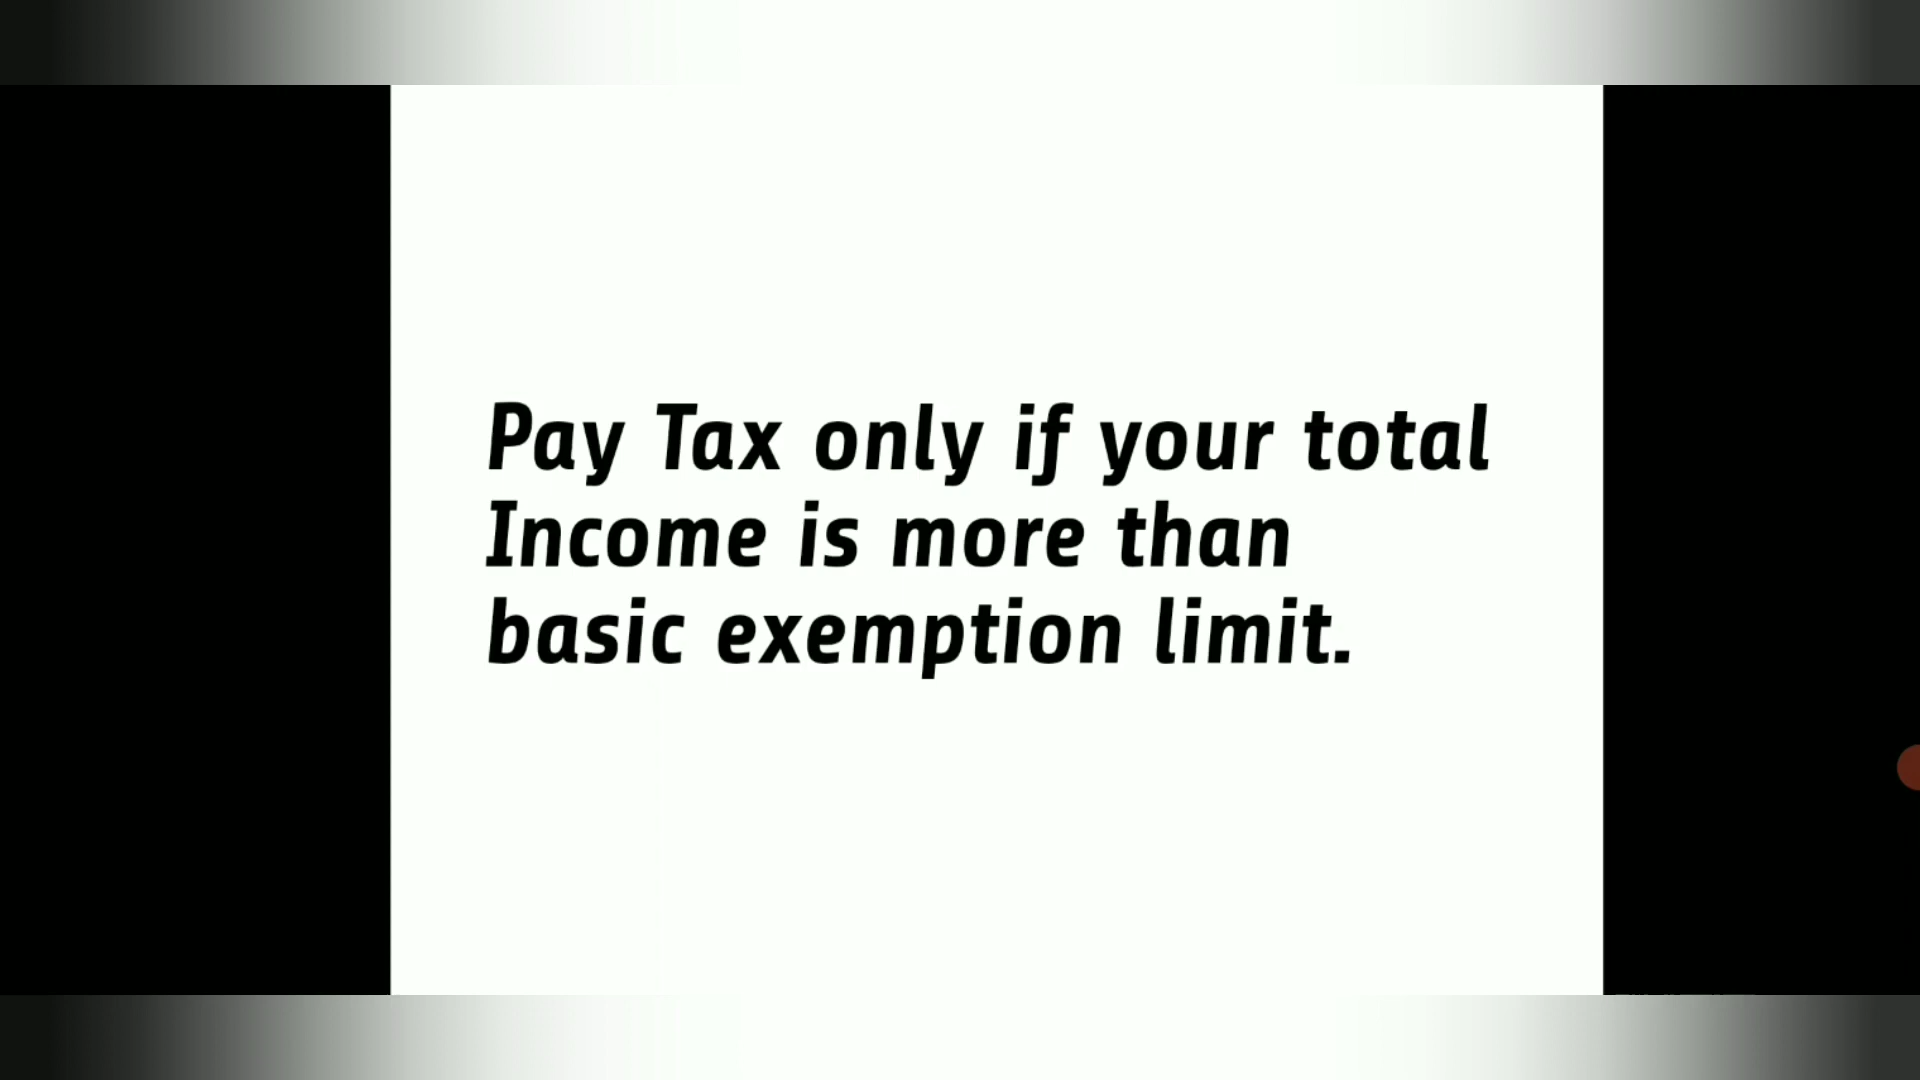 Pay Tax only if your total
Income is more than
basic exemption limit.